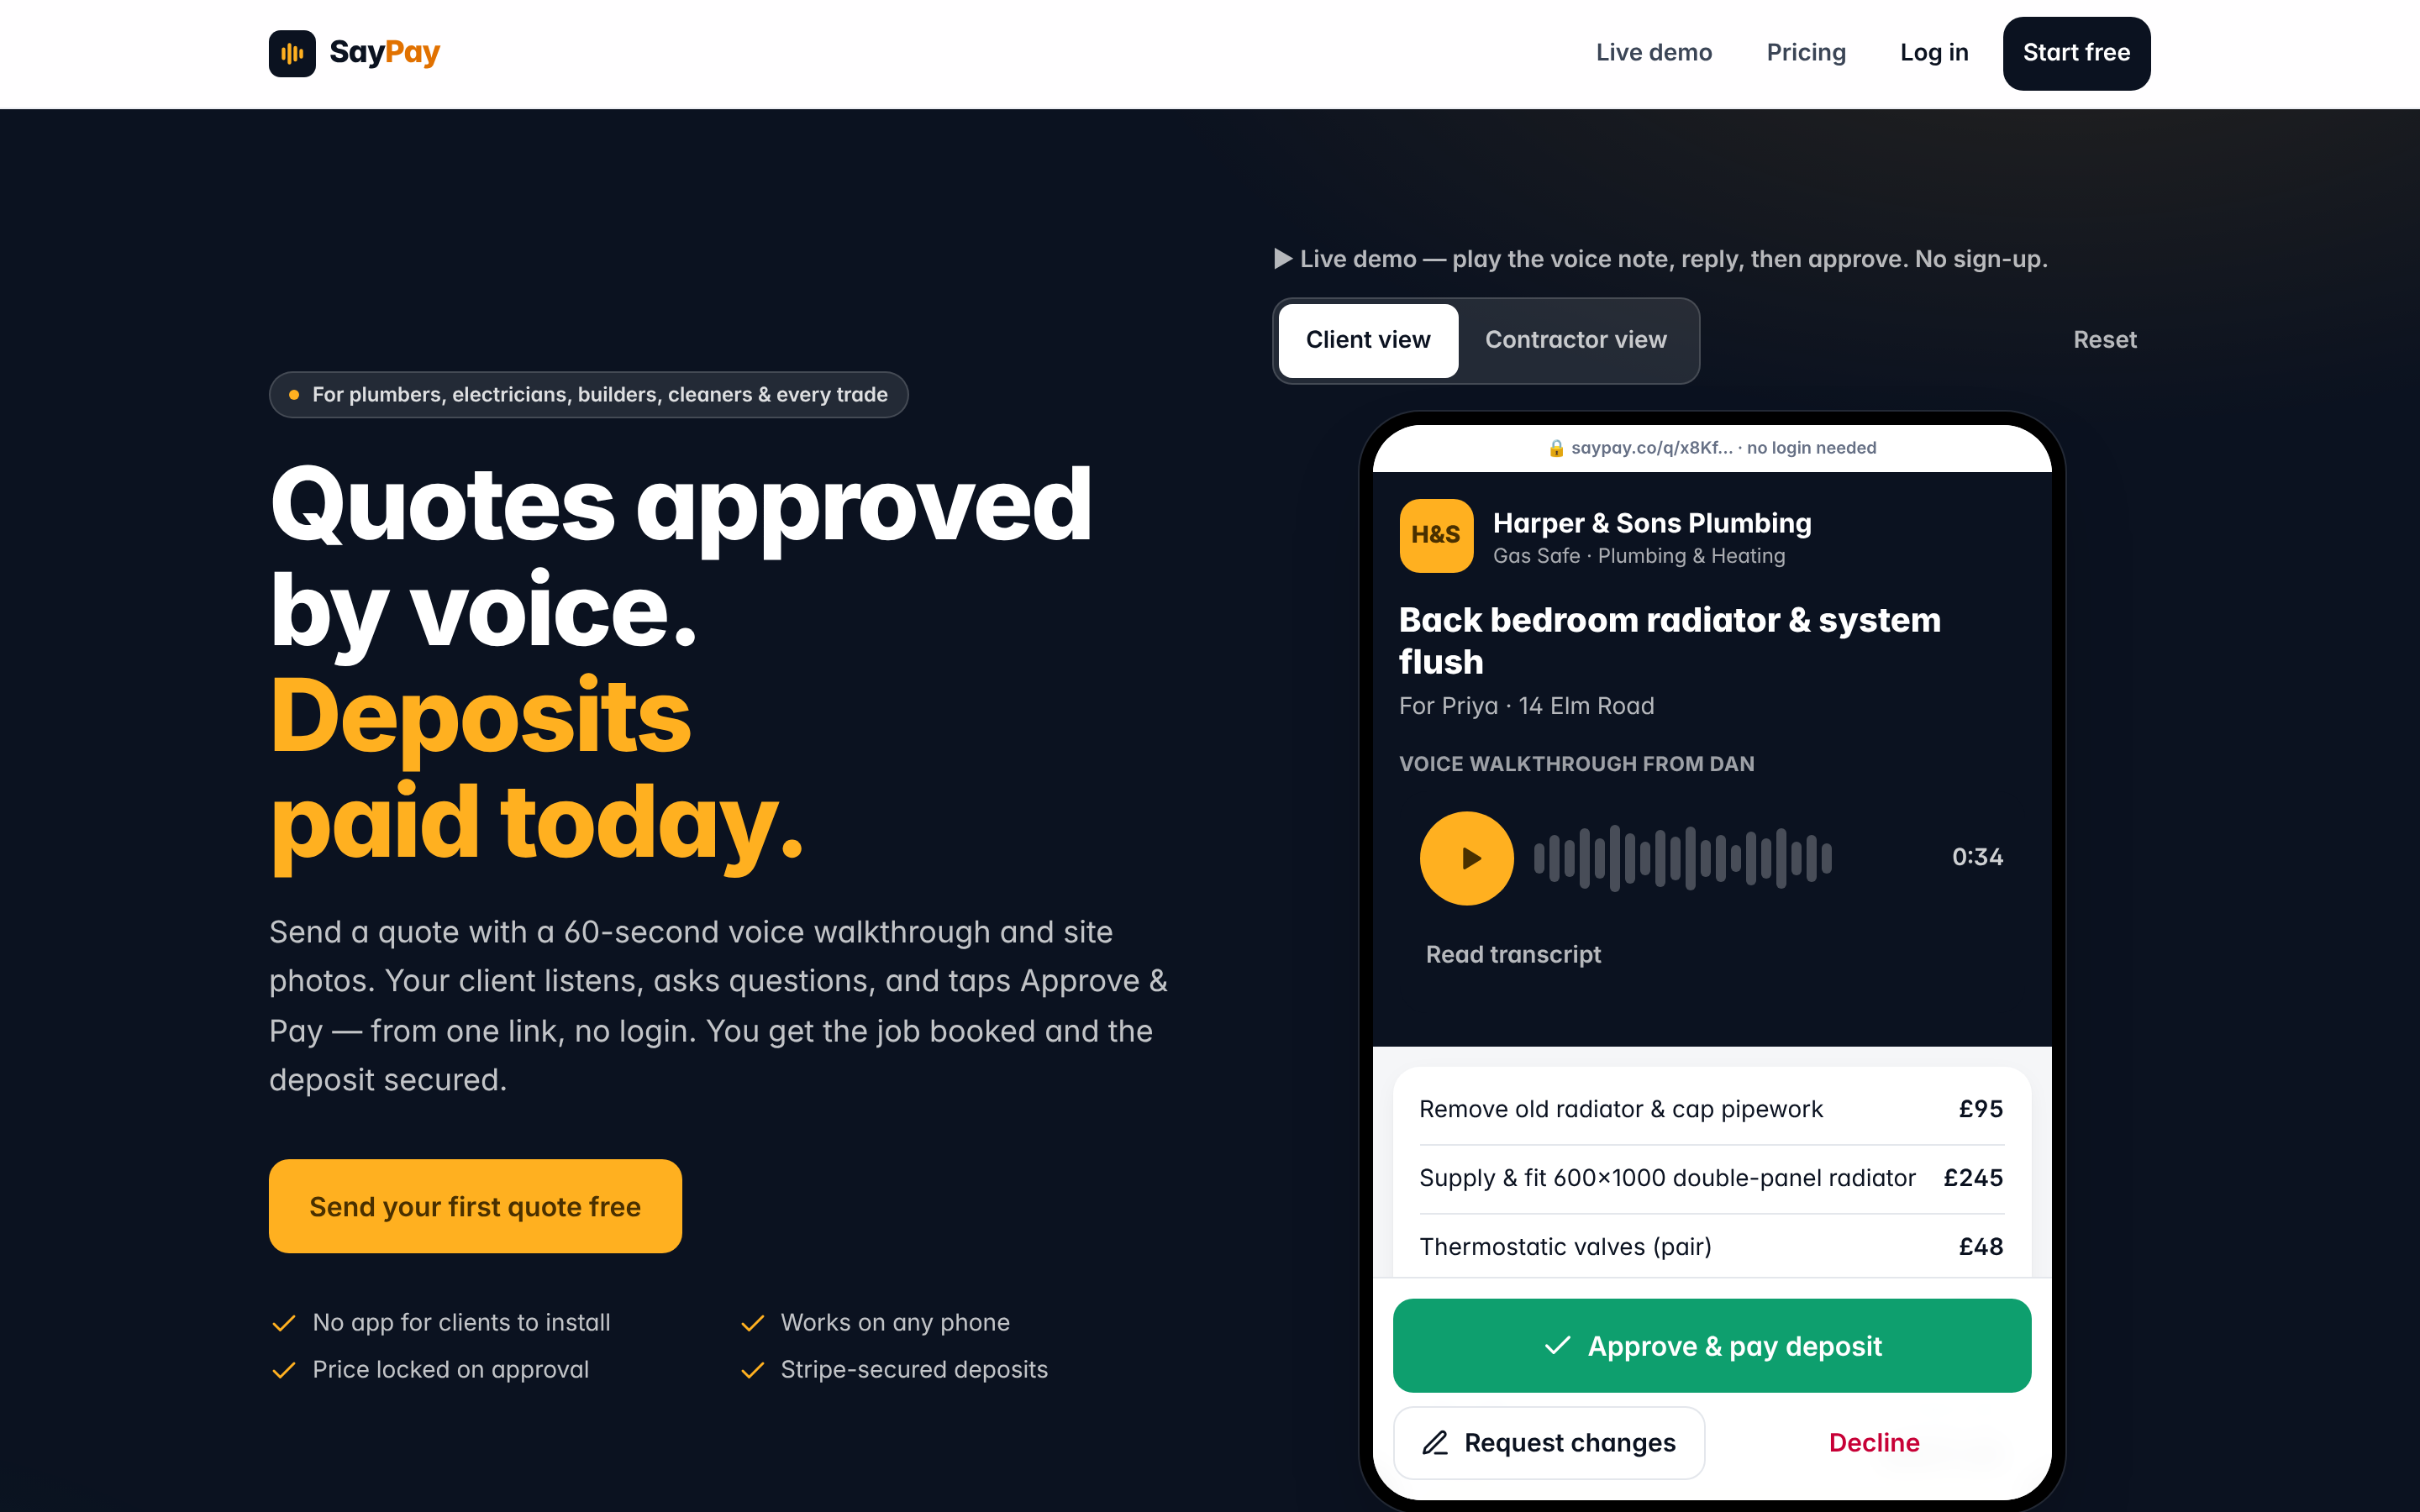 SayPay
Live demo
Pricing
Log in
Start free
For plumbers, electricians, builders, cleaners & every trade
Quotes approved
by voice.
Deposits
paid today.
Send a quote with a 60-second voice walkthrough and site
photos. Your client listens, asks questions, and taps Approve &
Pay — from one link, no login. You get the job booked and the
deposit secured.
Send your first quote free
No app for clients to install
Works on any phone
Price locked on approval
Stripe-secured deposits
▶ Live demo — play the voice note, reply, then approve. No sign-up.
Client view
Contractor view
Reset
🔒 saypay.co/q/x8Kf… · no login needed
H&S
Harper & Sons Plumbing
Gas Safe · Plumbing & Heating
Back bedroom radiator & system
flush
For Priya · 14 Elm Road
VOICE WALKTHROUGH FROM DAN
0:34
Read transcript
Remove old radiator & cap pipework £95
Supply & fit 600×1000 double-panel radiator £245
Thermostatic valves (pair) £48
Approve & pay deposit
Request changes
Decline